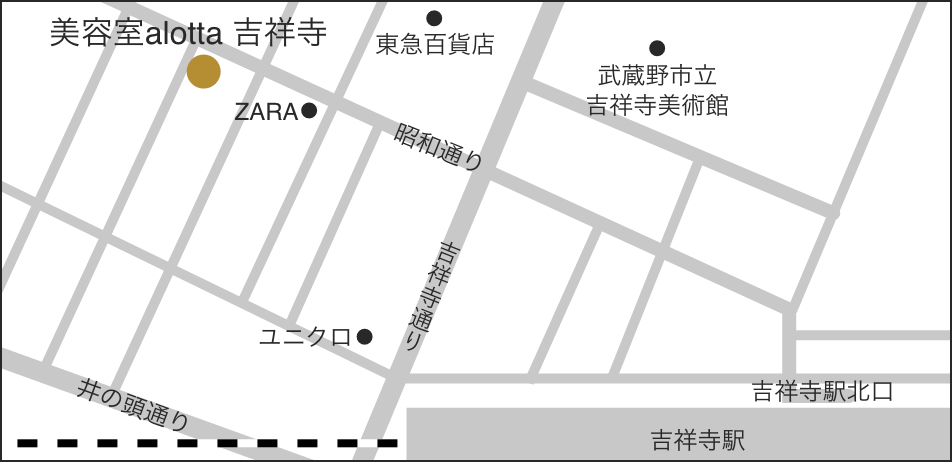 美容室alotta 吉祥寺
東急百貨店
武蔵野市立
吉祥寺美術館
ZARA
昭和通り
吉祥寺通り
ユニクロ
井の頭通り
吉祥寺駅北口
吉祥寺駅